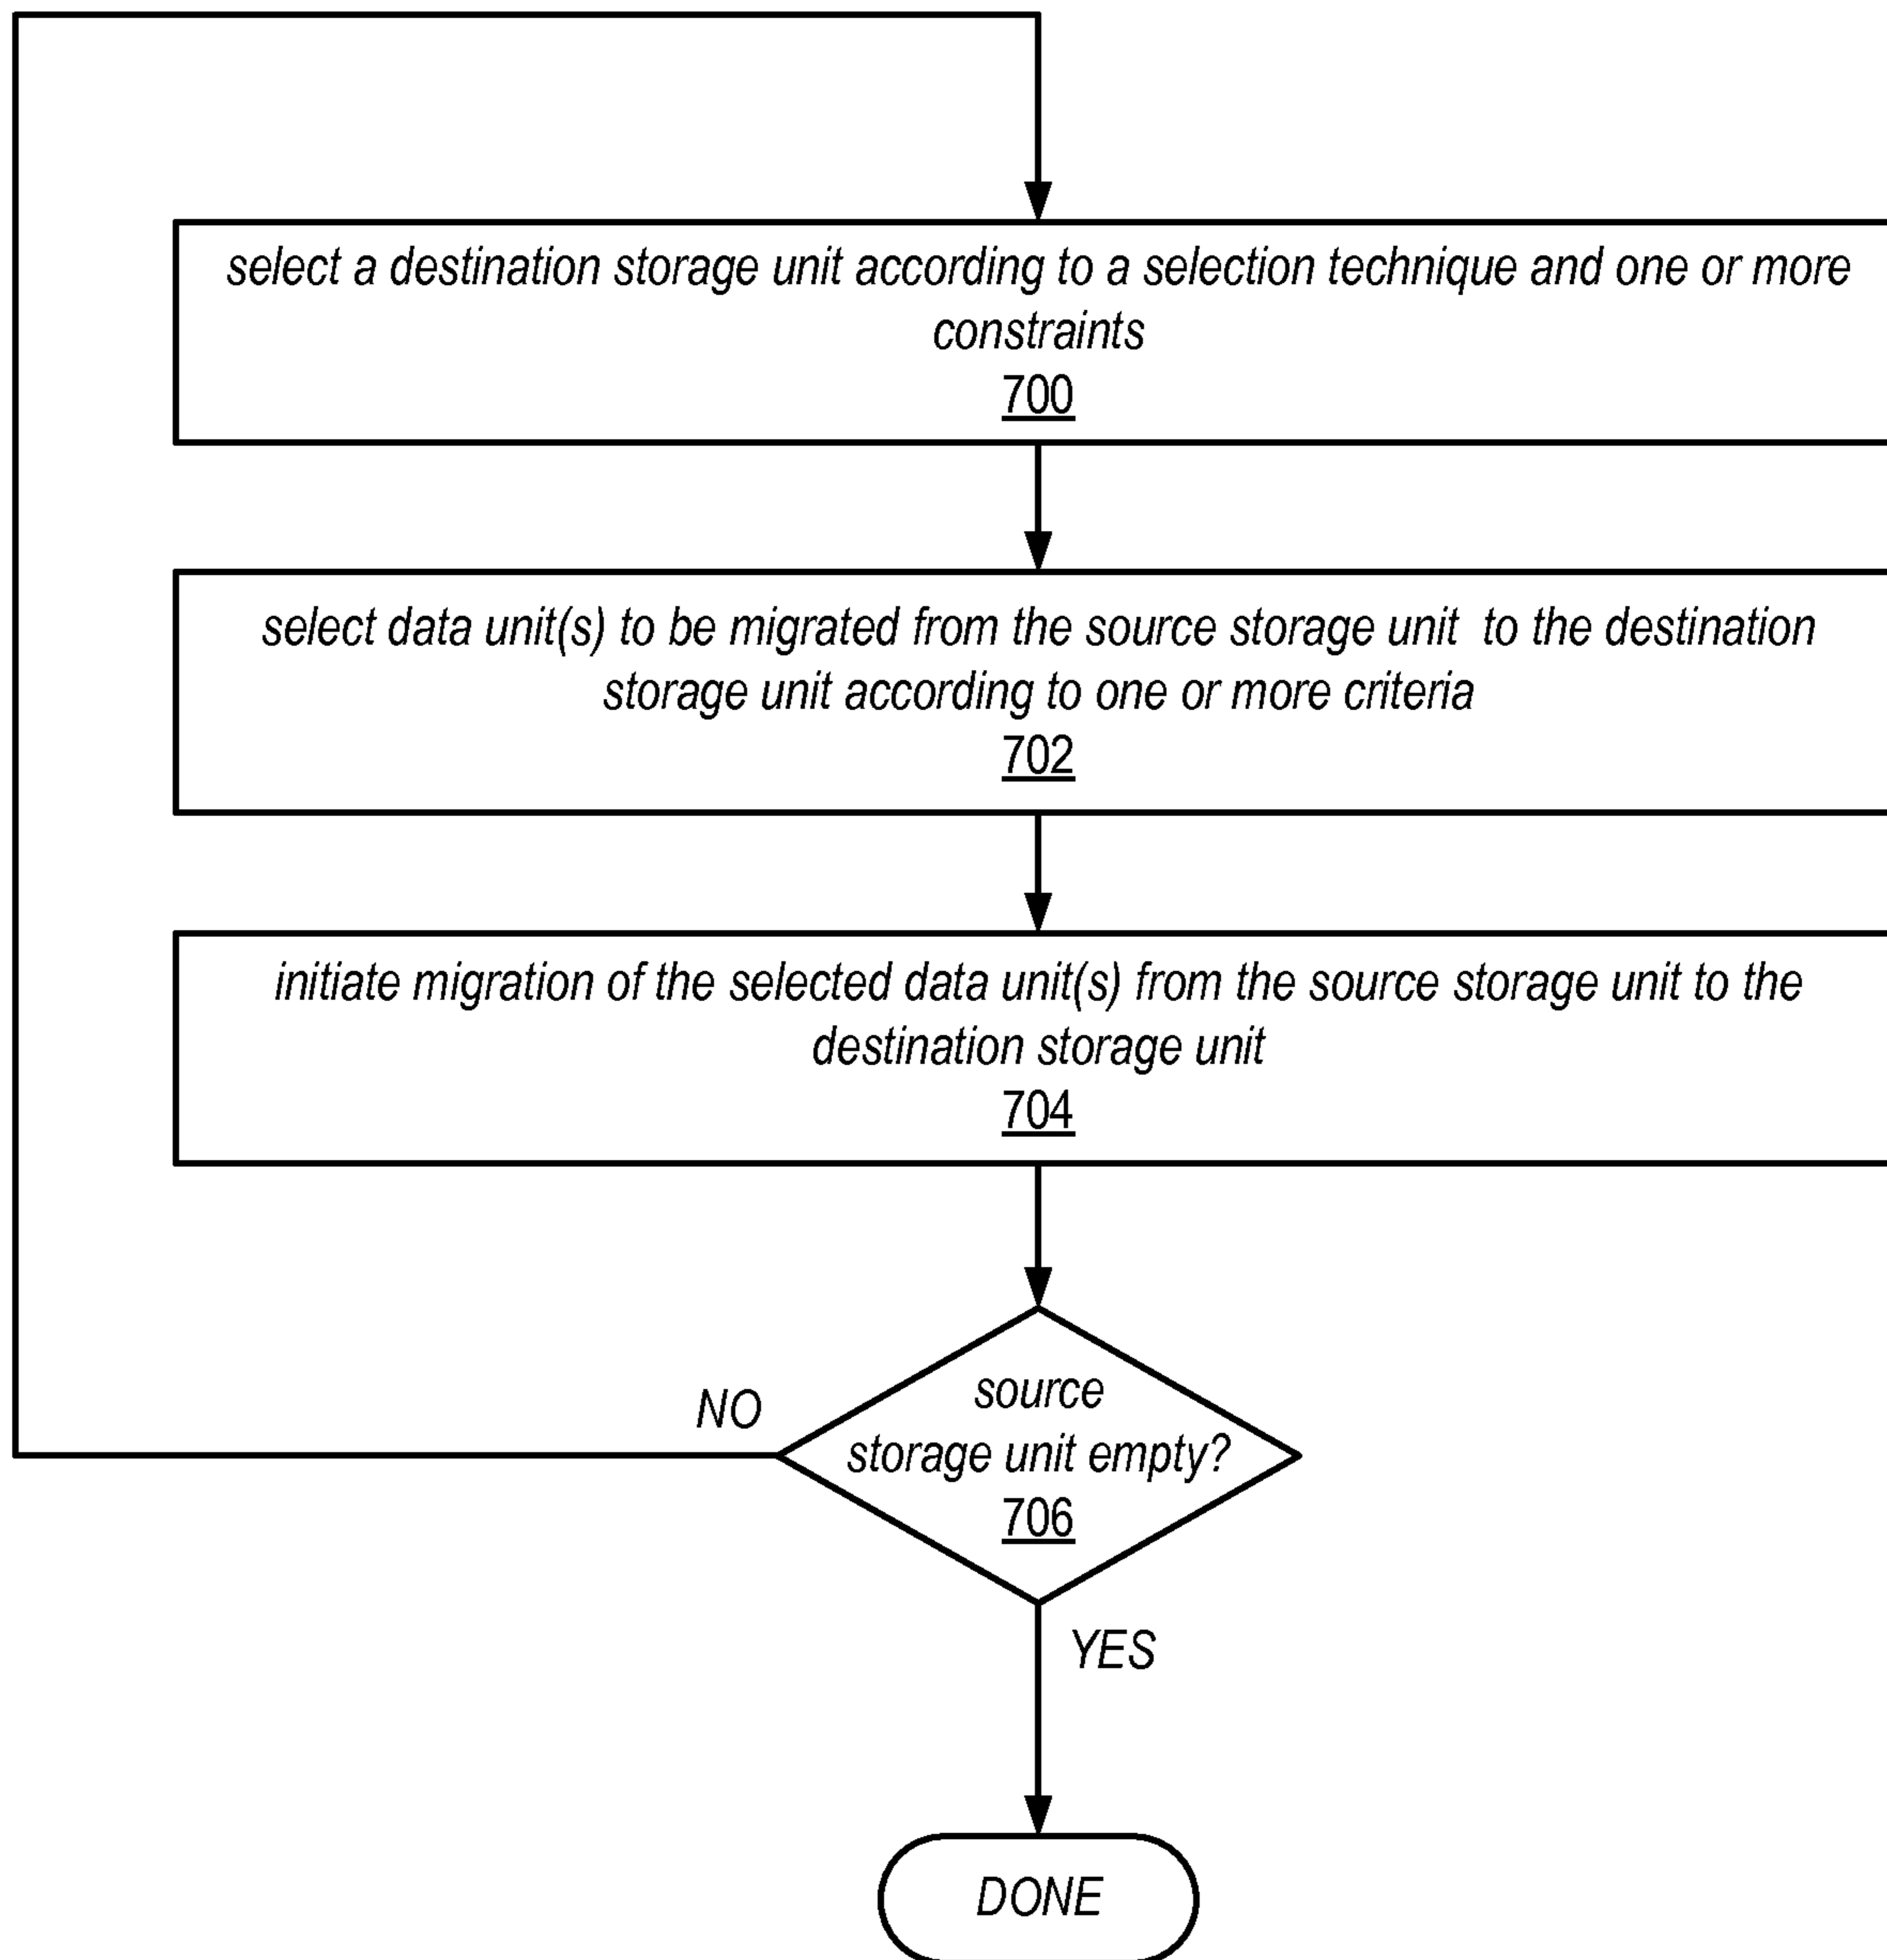 select a destination storage unit according to a selection technique and one or more
constraints
700
select data unit(s) to be migrated from the source storage unit to the destination
storage unit according to one or more criteria
702
initiate migration of the selected data unit(s) from the source storage unit to the
destination storage unit
704
source
NO
storage unit empty?
706
YES
DONE